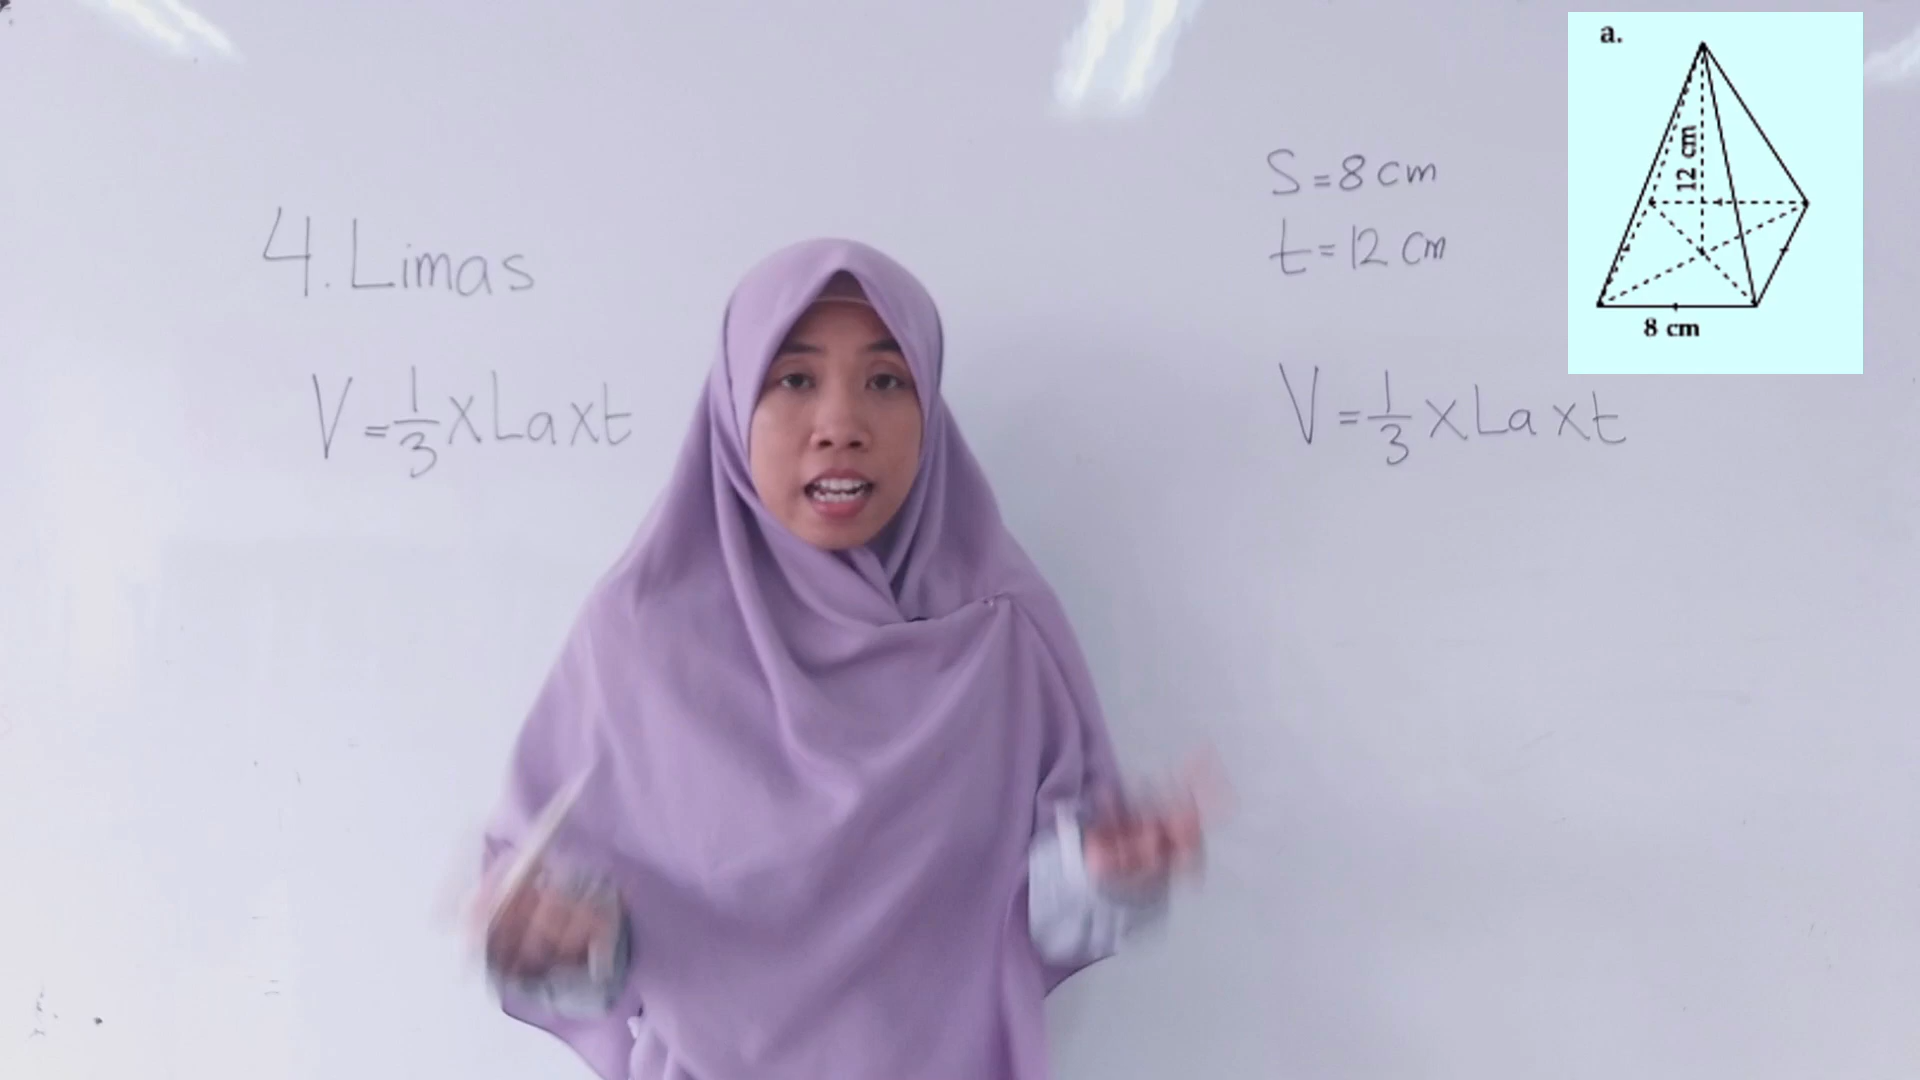 4. Limas
V = 1/3 x La x t
S = 8 cm
t = 12 cm
V = 1/3 x La x t
a.
12 cm
8 cm